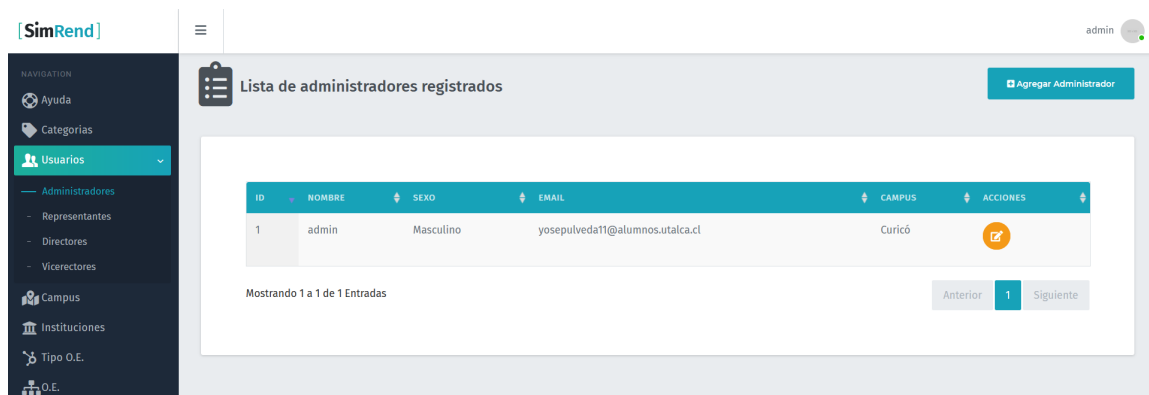 [SimRend]
admin
NAVIGATION
Ayuda
Categorias
Usuarios
Administradores
Representantes
Directores
Vicerectores
Campus
Instituciones
Tipo O.E.
O.E.
Lista de administradores registrados
Agregar Administrador
ID NOMBRE SEXO EMAIL CAMPUS ACCIONES
1 admin Masculino yosepulveda11@alumnos.utalca.cl Curicó
Mostrando 1 a 1 de 1 Entradas
Anterior 1 Siguiente